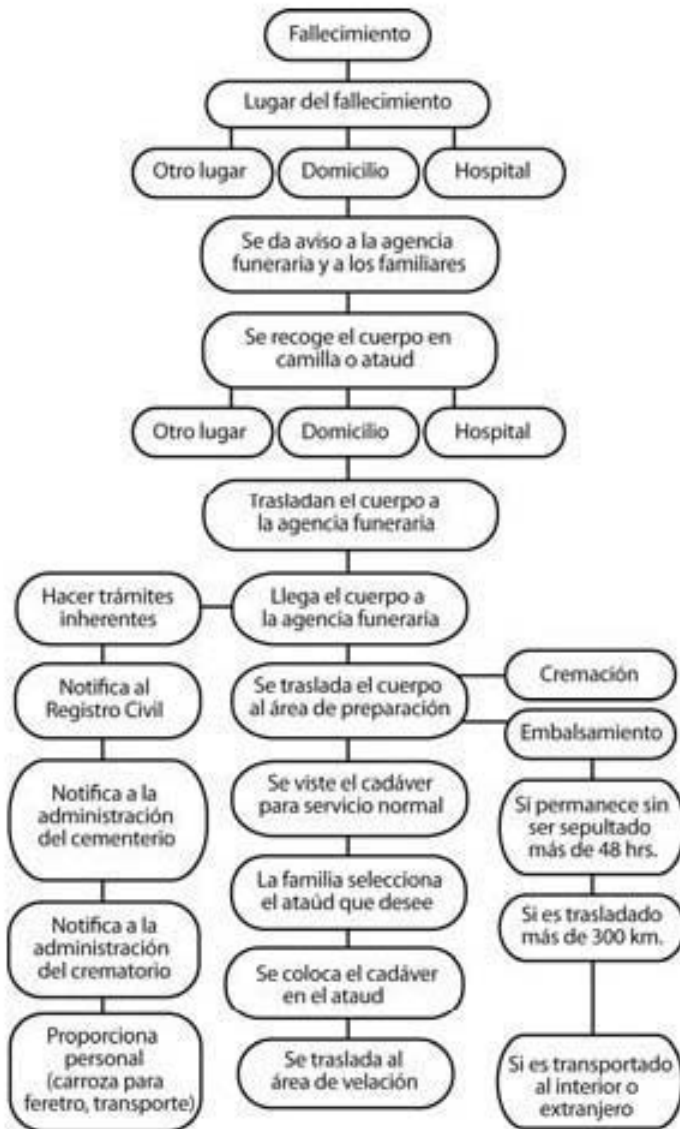 Fallecimiento
Lugar del fallecimiento
Otro lugar
Domicilio
Hospital
Se da aviso a la agencia
funeraria y a los familiares
Se recoge el cuerpo en
camilla o ataud
Otro lugar
Domicilio
Hospital
Trasladan el cuerpo a
la agencia funeraria
Hacer trámites
inherentes
Llega el cuerpo a
la agencia funeraria
Notifica al
Registro Civil
Se traslada el cuerpo
al área de preparación
Cremación
Embalsamiento
Notifica a la
administración
del cementerio
Se viste el cadáver
para servicio normal
Si permanece sin
ser sepultado
más de 48 hrs.
La familia selecciona
el ataúd que desee
Si es trasladado
más de 300 km.
Notifica a la
administración
del crematorio
Se coloca el cadáver
en el ataud
Proporciona
personal
(carroza para
feretro, transporte)
Se traslada al
área de velación
Si es transportado
al interior o
extranjero